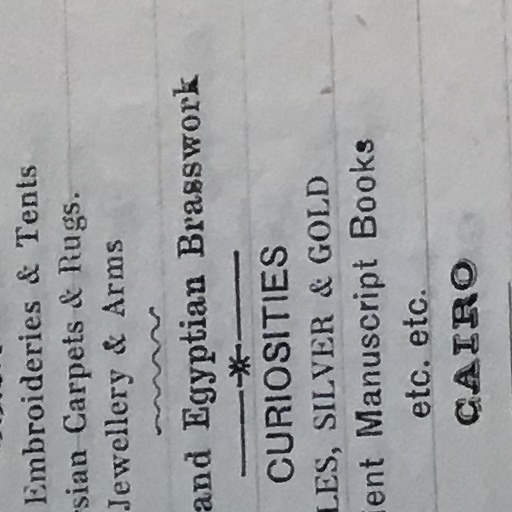 Embroideries & Tents
rsian Carpets & Rugs.
Jewellery & Arms
and Egyptian Brasswork
CURIOSITIES
LES, SILVER & GOLD
ient Manuscript Books
etc. etc.
CAIRO